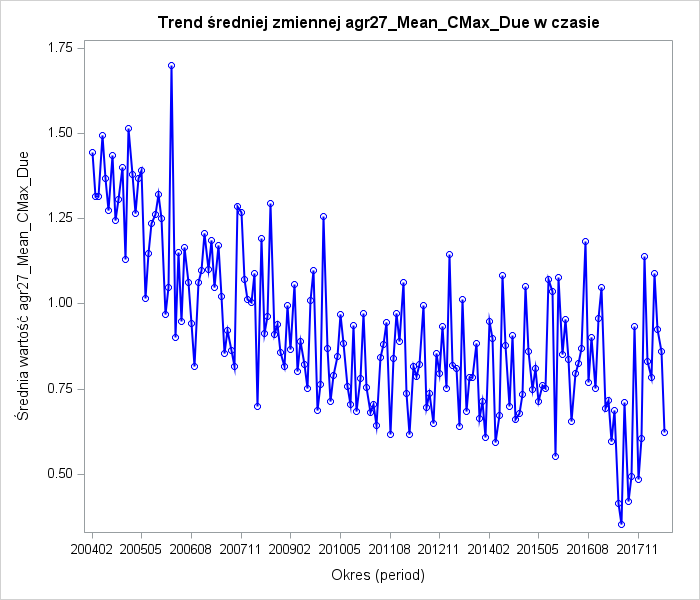 Trend średniej zmiennej agr27_Mean_CMax_Due w czasie
Średnia wartość agr27_Mean_CMax_Due
1.75
1.50
1.25
1.00
0.75
0.50
200402 200505 200608 200711 200902 201005 201108 201211 201402 201505 201608 201711
Okres (period)